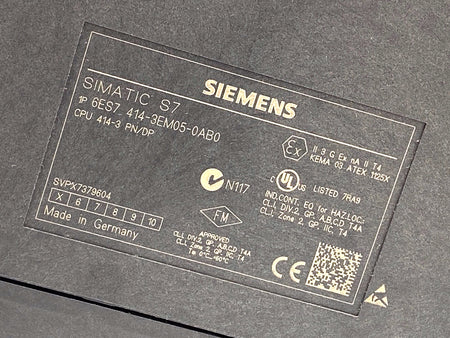 SIEMENS
SIMATIC S7
1P 6ES7 414-3EM05-0AB0
CPU 414-3 PN/DP
Ex II 3 G Ex nA II T4
KEMA 03 ATEX 1125X
N117
c UL US LISTED 7RA9
IND.CONT. EQ for HAZ.LOC:
CL.I, DIV.2, GP. A,B,C,D T4A
CL.I, Zone 2, GP. IIC, T4
SVPX7379604
X 6 7 8 9 10
Made in Germany
FM
APPROVED
CL.I, DIV.2, GP. A,B,C,D T4A
CL.I, Zone 2, GP. IIC, T4
CE